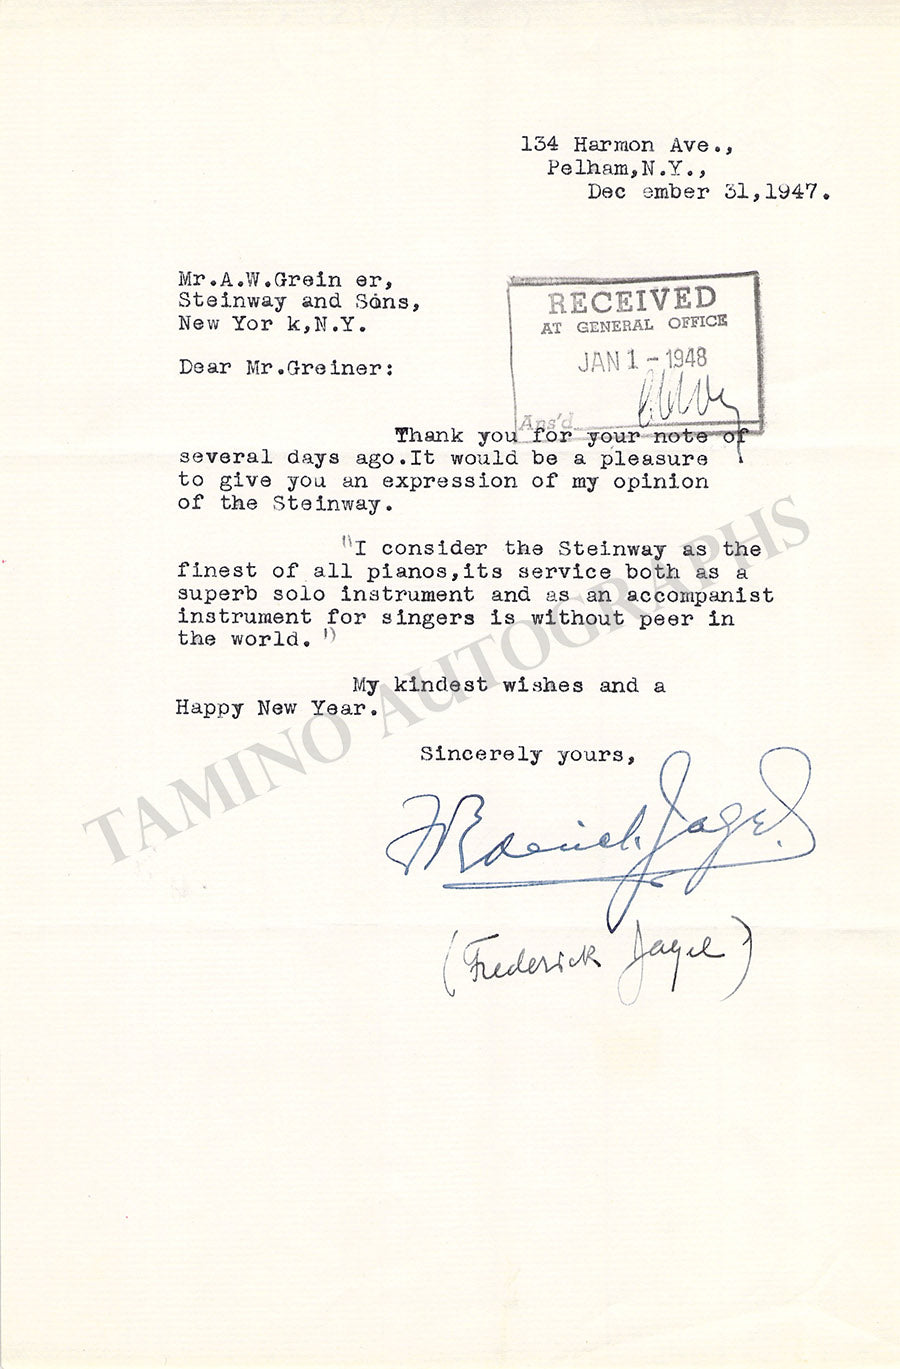 134 Harmon Ave.,
Pelham,N.Y.,
Dec ember 31,1947.
Mr.A.W.Grein er,
Steinway and Sons,
New Yor k,N.Y.
RECEIVED
AT GENERAL OFFICE
JAN 1 - 1948
Ans'd
Dear Mr.Greiner:
Thank you for your note of
several days ago.It would be a pleasure
to give you an expression of my opinion
of the Steinway.
"I consider the Steinway as the
finest of all pianos,its service both as a
superb solo instrument and as an accompanist
instrument for singers is without peer in
the world."
My kindest wishes and a
Happy New Year.
Sincerely yours,
Frederick Jagel
(Frederick Jagel)
TAMINO AUTOGRAPHS